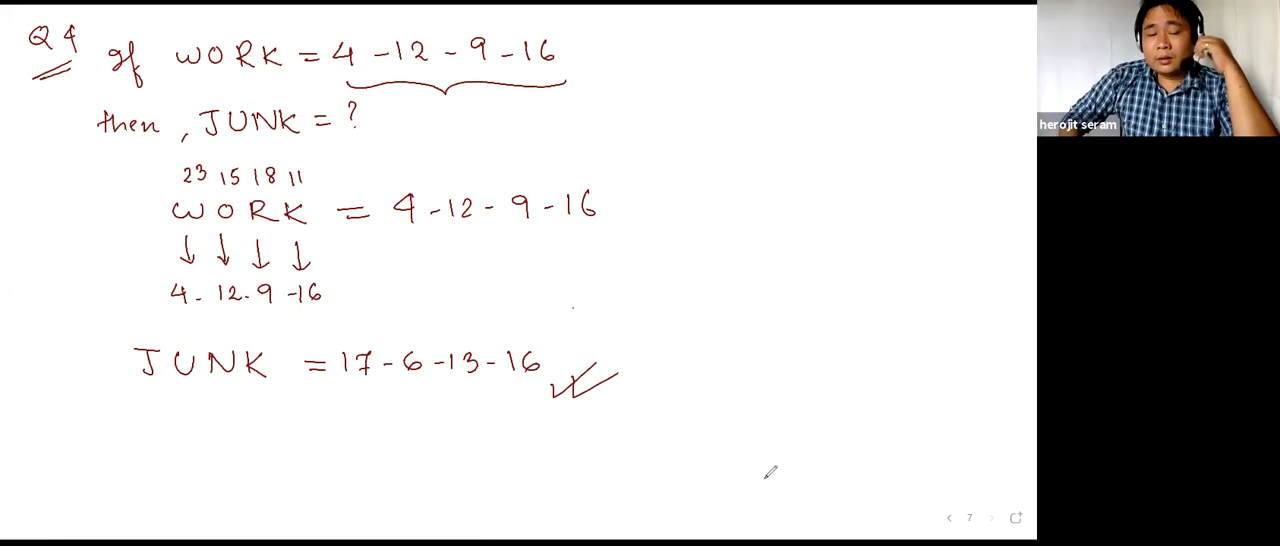 Q4 If WORK = 4 - 12 - 9 - 16
then, JUNK = ?
23 15 18 11
WORK = 4 - 12 - 9 - 16
↓ ↓ ↓ ↓
4 - 12 - 9 - 16
JUNK = 17 - 6 - 13 - 16
herojit seram
7